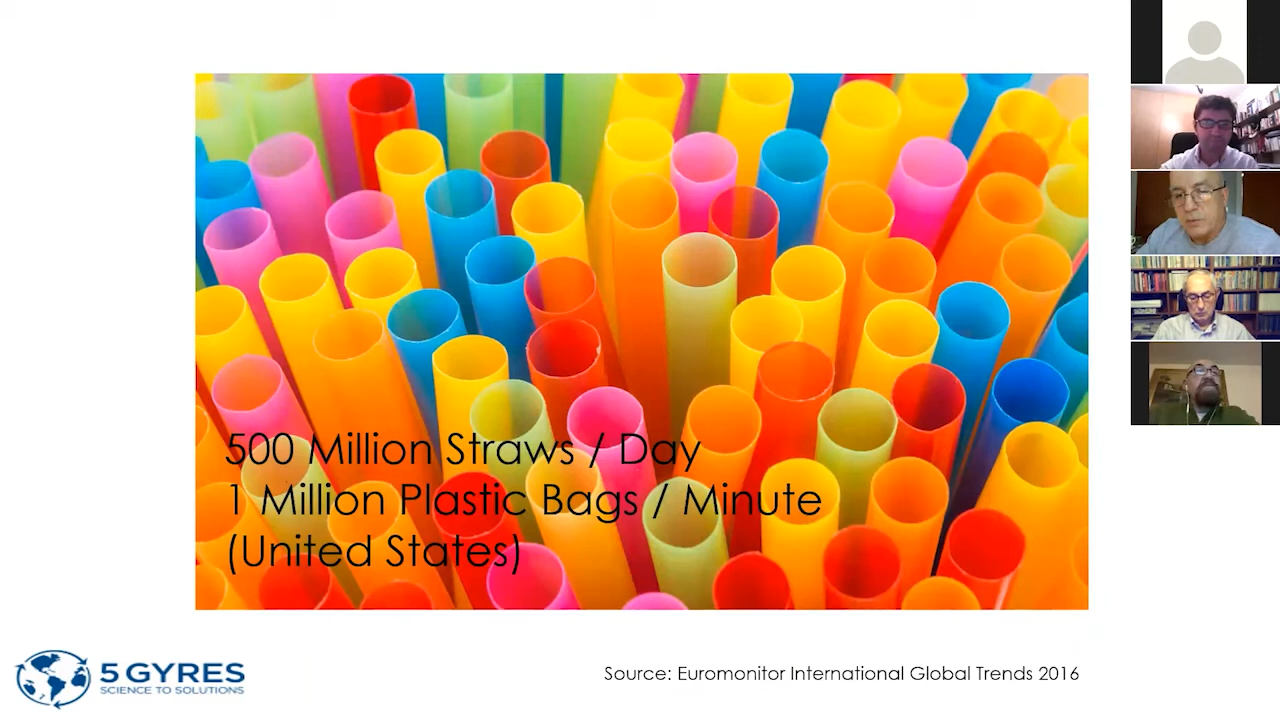 500 Million Straws / Day
1 Million Plastic Bags / Minute
(United States)
5 GYRES
SCIENCE TO SOLUTIONS
Source: Euromonitor International Global Trends 2016